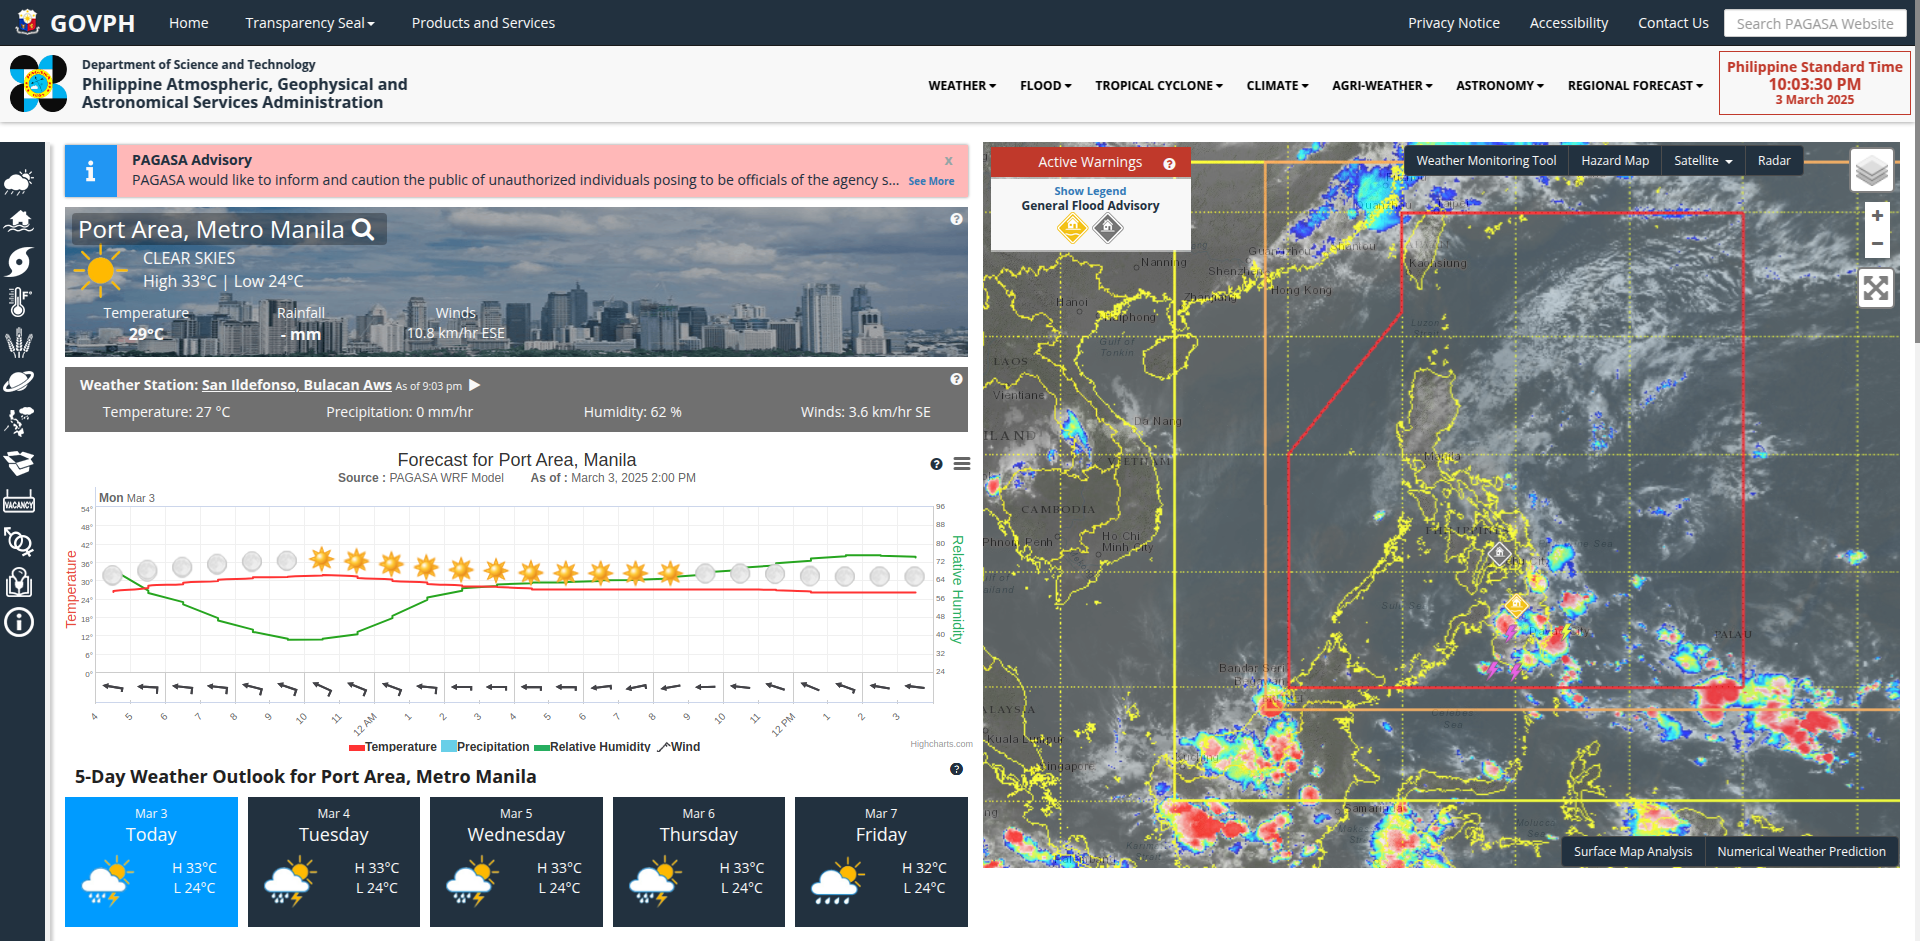 GOVPH
Home
Transparency Seal
Products and Services
Privacy Notice
Accessibility
Contact Us
Search PAGASA Website
Department of Science and Technology
Philippine Atmospheric, Geophysical and
Astronomical Services Administration
WEATHER
FLOOD
TROPICAL CYCLONE
CLIMATE
AGRI-WEATHER
ASTRONOMY
REGIONAL FORECAST
Philippine Standard Time
10:03:30 PM
3 March 2025
PAGASA Advisory
x
PAGASA would like to inform and caution the public of unauthorized individuals posing to be officials of the agency s... See More
Port Area, Metro Manila
CLEAR SKIES
High 33°C | Low 24°C
Temperature
29°C
Rainfall
- mm
Winds
10.8 km/hr ESE
Weather Station: San Ildefonso, Bulacan Aws As of 9:03 pm
Temperature: 27 °C
Precipitation: 0 mm/hr
Humidity: 62 %
Winds: 3.6 km/hr SE
Forecast for Port Area, Manila
Source : PAGASA WRF Model As of : March 3, 2025 2:00 PM
Mon Mar 3
Temperature
54°
48°
42°
36°
30°
24°
18°
12°
6°
0°
96
88
80
72
64
56
48
40
32
24
Relative Humidity
4 5 6 7 8 9 10 11 12 AM 1 2 3 4 5 6 7 8 9 10 11 12 PM 1 2 3
Temperature Precipitation Relative Humidity Wind
Highcharts.com
5-Day Weather Outlook for Port Area, Metro Manila
Mar 3
Today
H 33°C
L 24°C
Mar 4
Tuesday
H 33°C
L 24°C
Mar 5
Wednesday
H 33°C
L 24°C
Mar 6
Thursday
H 33°C
L 24°C
Mar 7
Friday
H 32°C
L 24°C
VACANCY
Active Warnings
Show Legend
General Flood Advisory
Weather Monitoring Tool
Hazard Map
Satellite
Radar
+
−
Nanning
Hong Kong
Kaohsiung
Hanoi
Gulf of
Tonkin
LAOS
Vientiane
Da Nang
VIETNAM
CAMBODIA
Phnom Penh
Ho Chi
Minh City
Manila
PALAU
Bandar Seri
Kuala Lumpur
Singapore
Celebes
Sea
Samarinda
Surface Map Analysis
Numerical Weather Prediction